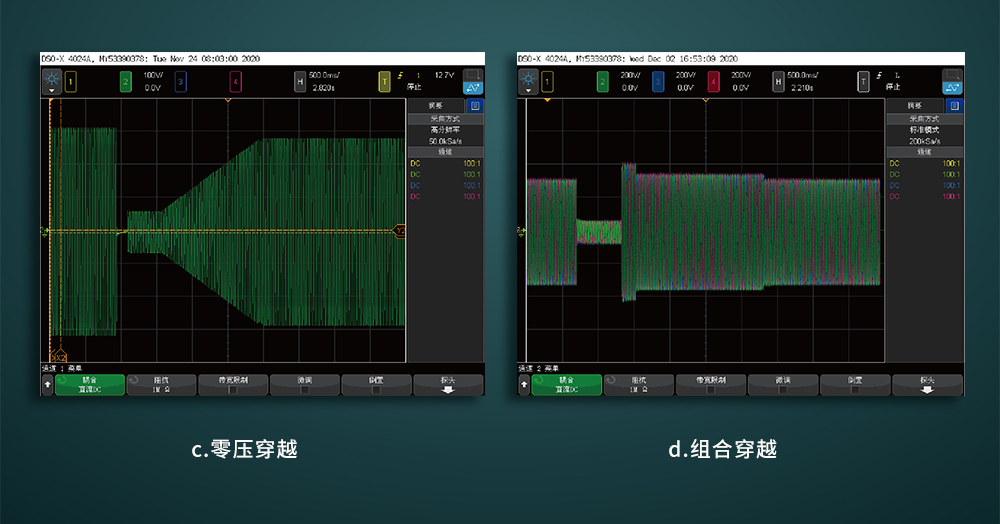 DSO-X 4024A, MY53390378: Tue Nov 24 08:03:00 2020
1 2 100V/ 0.0V 3 4 H 500.0ms/ 2.820s T 1 12.7V 停止
摘要
采集方式
高分辨率
50.0kSa/s
通道
DC 100:1
DC 100:1
DC 100:1
DC 100:1
通道 1 菜单
耦合 直流DC
阻抗 1M Ω
带宽限制
微调
倒置
探头
DSO-X 4024A, MY53390378: Wed Dec 02 16:53:09 2020
1 2 200V/ 0.0V 3 200V/ 0.0V 4 200V/ 0.0V H 500.0ms/ 2.210s T L 停止
摘要
采集方式
标准模式
200kSa/s
通道
DC 100:1
DC 100:1
DC 100:1
DC 100:1
通道 2 菜单
耦合 直流DC
阻抗 1M Ω
带宽限制
微调
倒置
探头
c.零压穿越
d.组合穿越